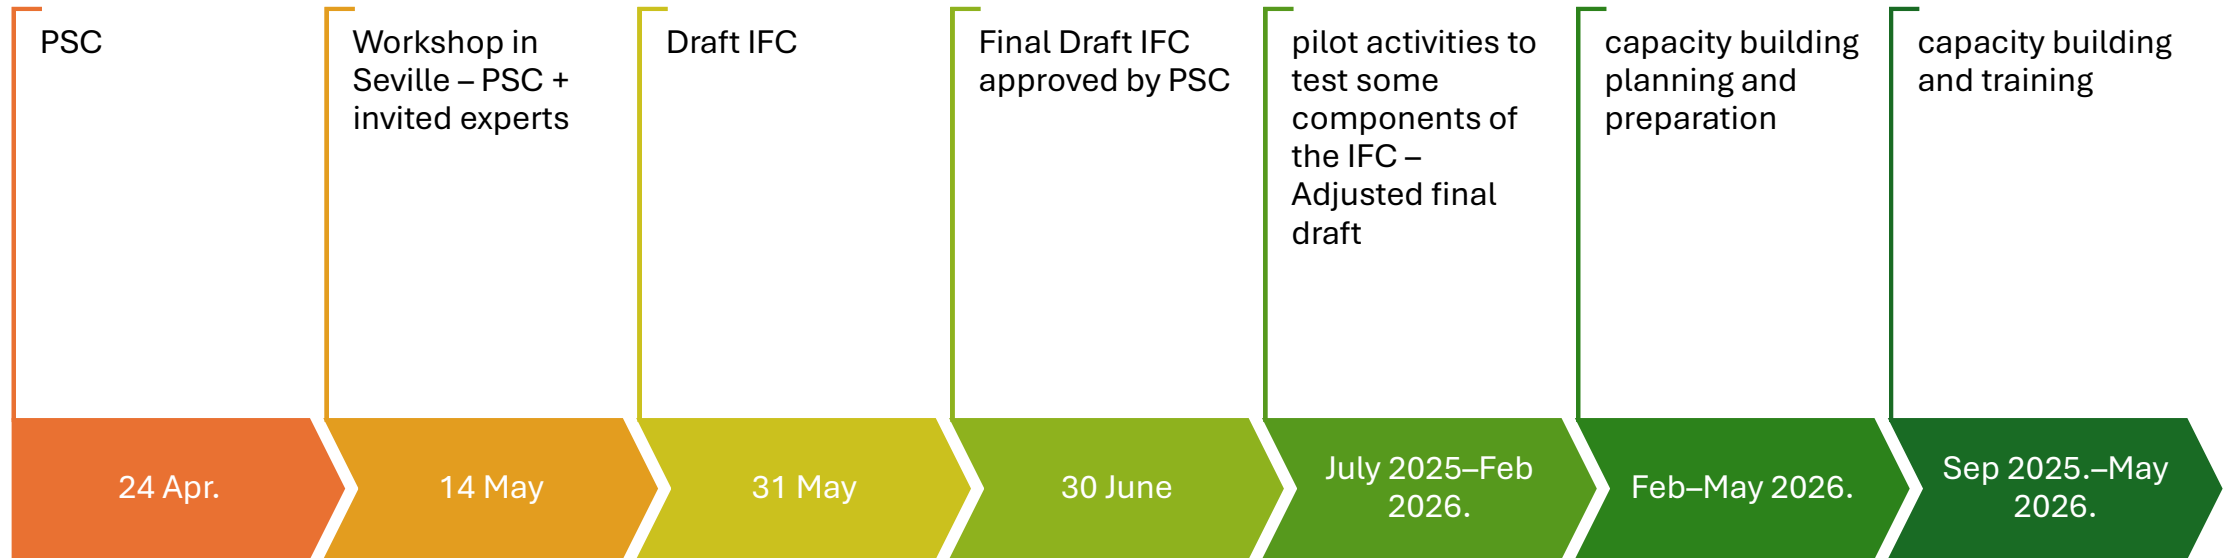 PSC
Workshop in
Seville – PSC +
invited experts
Draft IFC
Final Draft IFC
approved by PSC
pilot activities to
test some
components of
the IFC –
Adjusted final
draft
capacity building
planning and
preparation
capacity building
and training
24 Apr.
14 May
31 May
30 June
July 2025–Feb
2026.
Feb–May 2026.
Sep 2025.–May
2026.